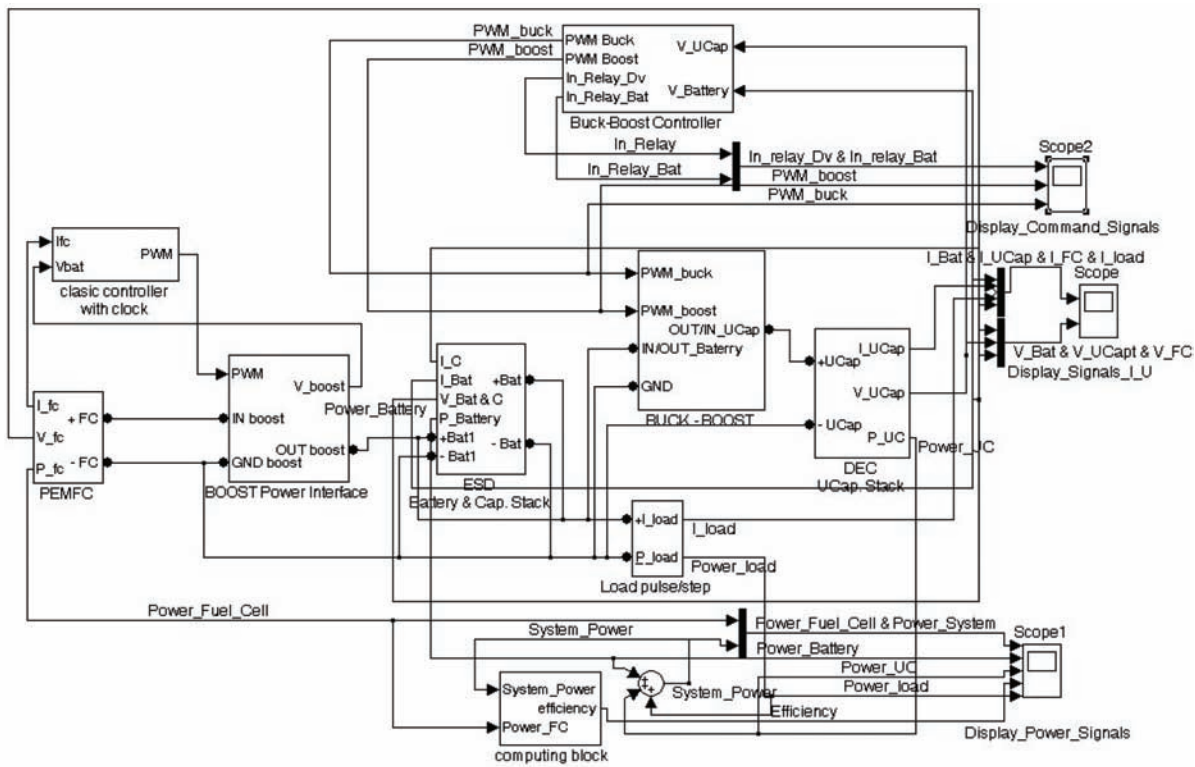 PWM_buck
PWM_boost
PWM Buck
PWM Boost
In_Relay_Dv
In_Relay_Bat
V_UCap
V_Battery
Buck-Boost Controller
In_Relay
In_Relay_Bat
In_relay_Dv & In_relay_Bat
PWM_boost
PWM_buck
Scope2
Display_Command_Signals
Ifc
Vbat
PWM
clasic controller
with clock
PWM_buck
PWM_boost
OUT/IN_UCap
IN/OUT_Baterry
GND
BUCK - BOOST
I_Bat & I_UCap & I_FC & I_load
Scope
V_Bat & V_UCapt & V_FC
Display_Signals_I_U
+UCap
- UCap
I_UCap
V_UCap
P_UC
Power_UC
DEC
UCap. Stack
PWM
V_boost
IN boost
OUT boost
GND boost
BOOST Power Interface
I_fc
V_fc
P_fc
+ FC
- FC
PEMFC
Power_Battery
I_C
I_Bat
V_Bat & C
P_Battery
+Bat1
- Bat1
+Bat
- Bat
ESD
Battery & Cap. Stack
+I_load
P_load
I_load
Power_load
Load pulse/step
Power_Fuel_Cell
System_Power
Power_Fuel_Cell & Power_System
Power_Battery
Power_UC
Power_load
Scope1
System_Power
Efficiency
System_Power
efficiency
Power_FC
computing block
Display_Power_Signals